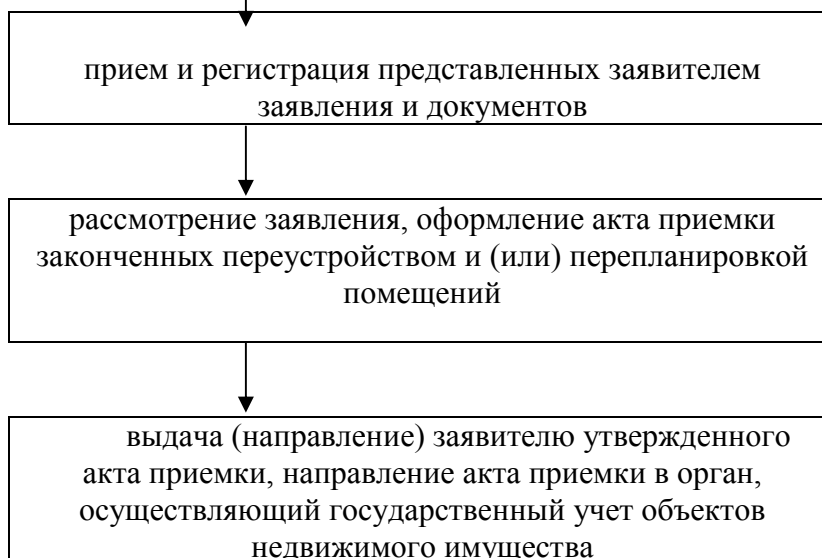 прием и регистрация представленных заявителем
заявления и документов
рассмотрение заявления, оформление акта приемки
законченных переустройством и (или) перепланировкой
помещений
выдача (направление) заявителю утвержденного
акта приемки, направление акта приемки в орган,
осуществляющий государственный учет объектов
недвижимого имущества